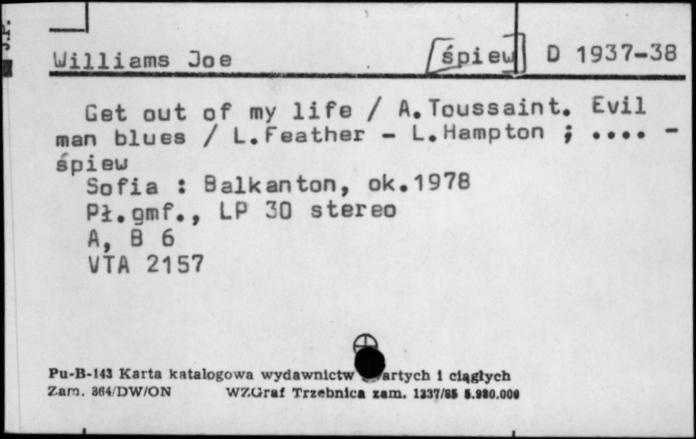 Williams Joe [śpiew] D 1937-38
Get out of my life / A.Toussaint. Evil
man blues / L.Feather - L.Hampton ; .... -
śpiew
Sofia : Balkanton, ok.1978
Pł.gmf., LP 30 stereo
A, B 6
VTA 2157
Pu-B-143 Karta katalogowa wydawnictw artych i ciągłych
Zam. 364/DW/ON WZGraf Trzebnica zam. 1337/85 5.980.000